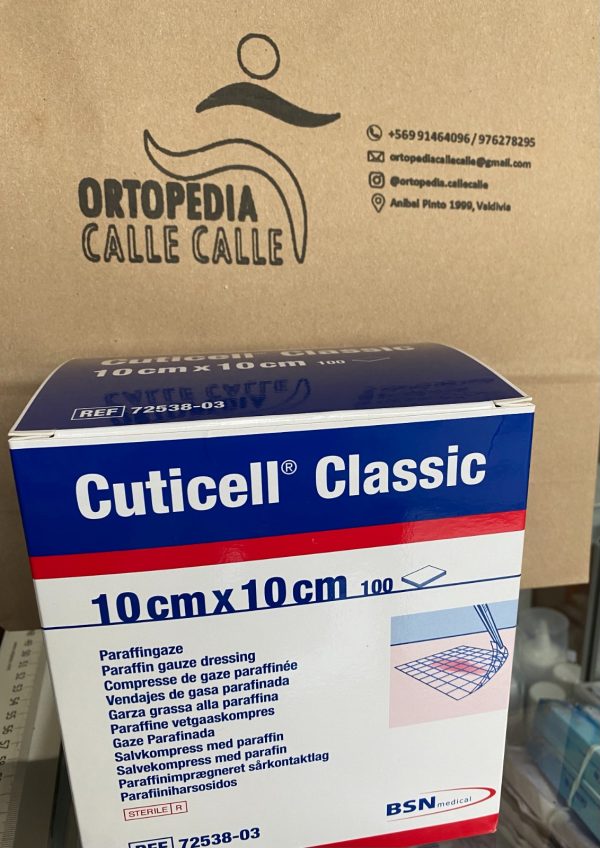 ORTOPEDIA
CALLE CALLE
+569 91464096 / 976278295
ortopediacallecalle@gmail.com
@ortopedia.callecalle
Anibal Pinto 1999, Valdivia
Cuticell® Classic
10 cm x 10 cm 100
REF 72538-03
Cuticell® Classic
10 cm x 10 cm 100
Paraffingaze
Paraffin gauze dressing
Compresse de gaze paraffinée
Vendajes de gasa parafinada
Garza grassa alla paraffina
Paraffine vetgaaskompres
Gaze Parafinada
Salvkompress med paraffin
Salvekompress med parafin
Paraffinimprægneret sårkontaktlag
Parafiiniharsosidos
STERILE R
REF 72538-03
BSN medical